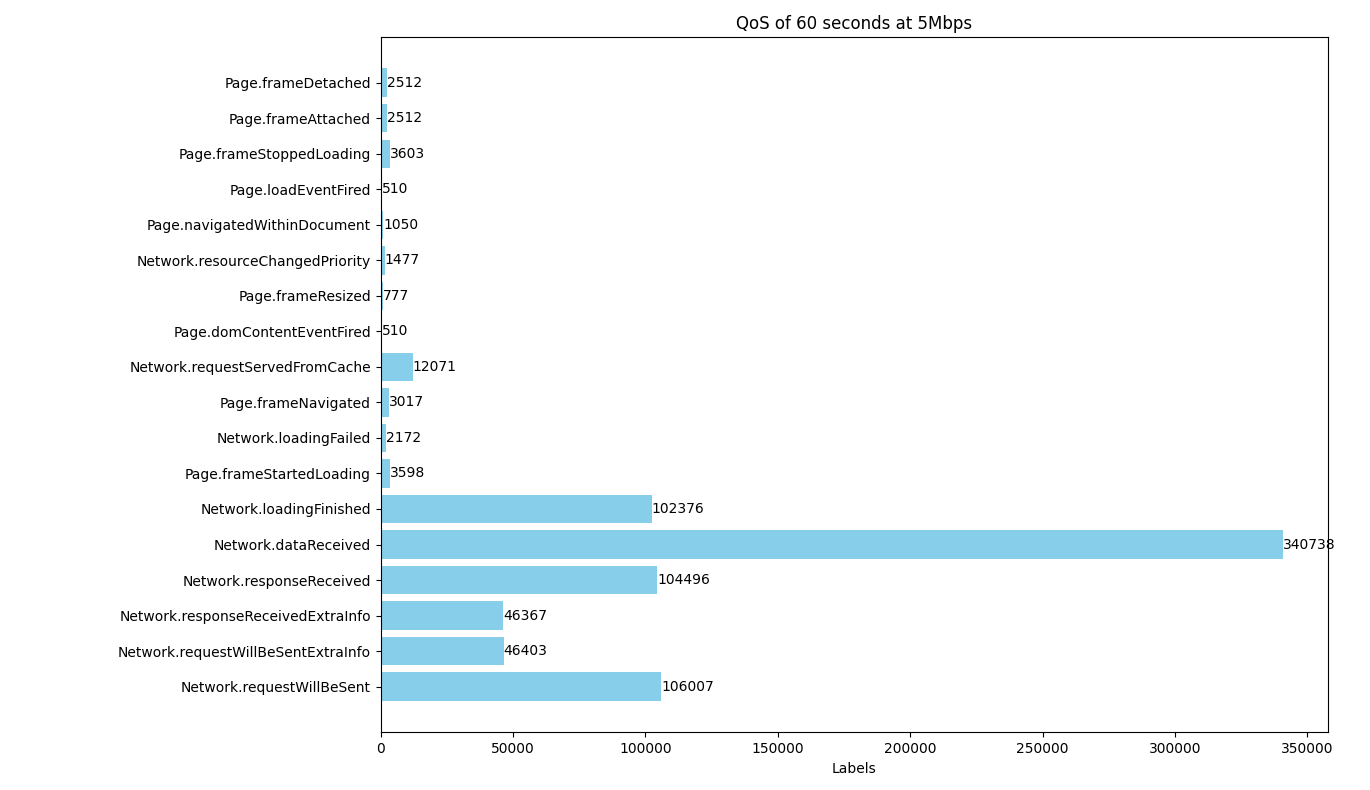 QoS of 60 seconds at 5Mbps
Page.frameDetached 2512
Page.frameAttached 2512
Page.frameStoppedLoading 3603
Page.loadEventFired 510
Page.navigatedWithinDocument 1050
Network.resourceChangedPriority 1477
Page.frameResized 777
Page.domContentEventFired 510
Network.requestServedFromCache 12071
Page.frameNavigated 3017
Network.loadingFailed 2172
Page.frameStartedLoading 3598
Network.loadingFinished 102376
Network.dataReceived 340738
Network.responseReceived 104496
Network.responseReceivedExtraInfo 46367
Network.requestWillBeSentExtraInfo 46403
Network.requestWillBeSent 106007
0 50000 100000 150000 200000 250000 300000 350000
Labels